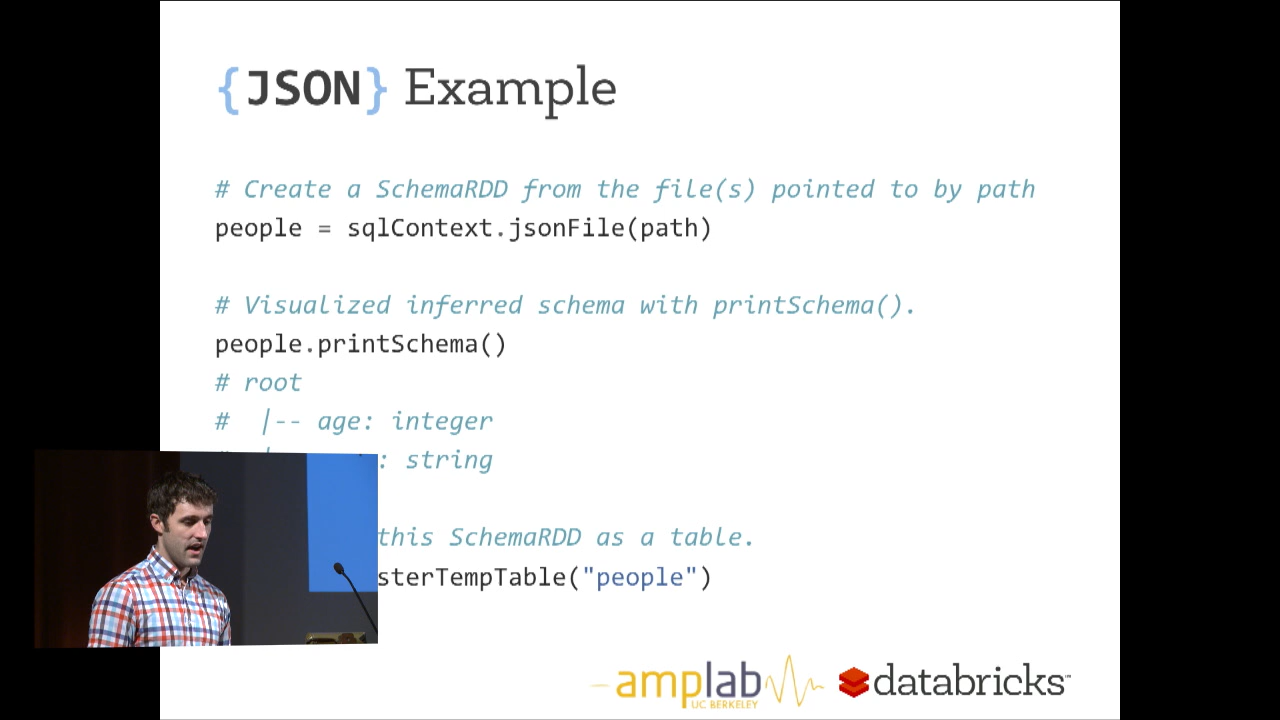 {JSON} Example
# Create a SchemaRDD from the file(s) pointed to by path
people = sqlContext.jsonFile(path)
# Visualized inferred schema with printSchema().
people.printSchema()
# root
#  |-- age: integer
: string
this SchemaRDD as a table.
sterTempTable("people")
amplab
UC BERKELEY
databricks™